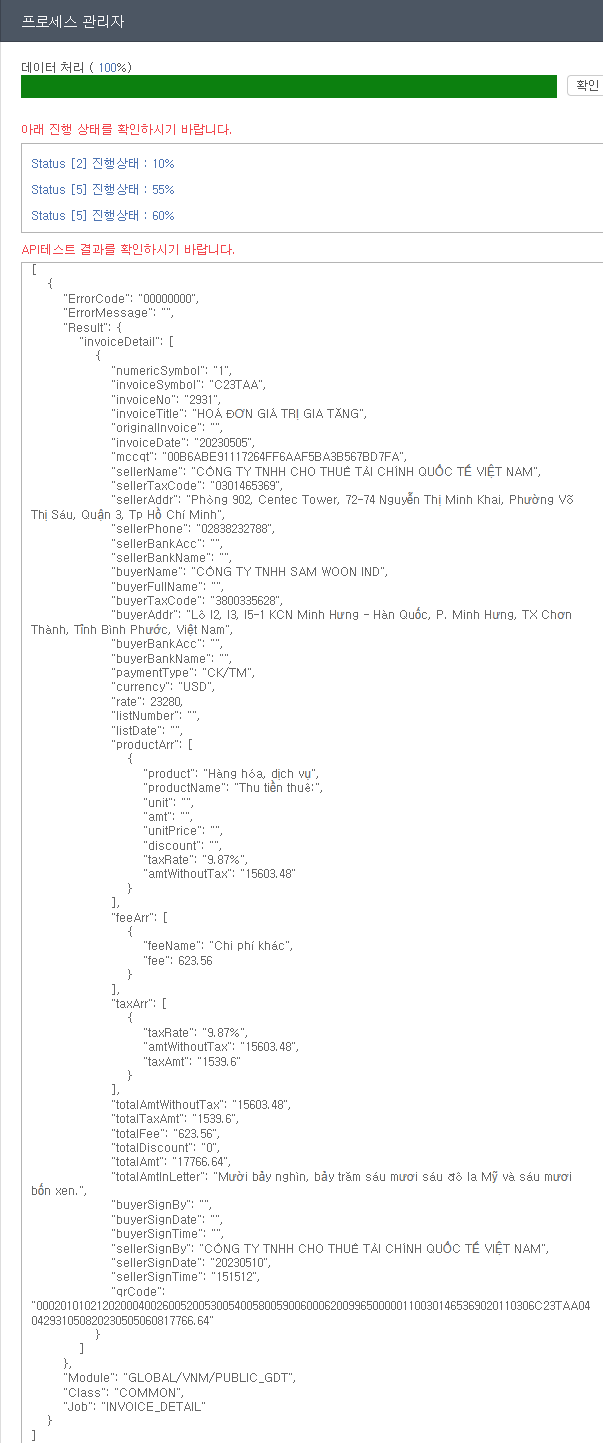 프로세스 관리자
데이터 처리 ( 100%)
확인
아래 진행 상태를 확인하시기 바랍니다.
Status [2] 진행상태 : 10%
Status [5] 진행상태 : 55%
Status [5] 진행상태 : 60%
API테스트 결과를 확인하시기 바랍니다.
[
{
"ErrorCode": "00000000",
"ErrorMessage": "",
"Result": {
"invoiceDetail": [
{
"numericSymbol": "1",
"invoiceSymbol": "C23TAA",
"invoiceNo": "2931",
"invoiceTitle": "HOÁ ĐƠN GIÁ TRỊ GIA TĂNG",
"originalInvoice": "",
"invoiceDate": "20230505",
"mccqt": "00B6ABE91117264FF6AAF5BA3B567BD7FA",
"sellerName": "CÔNG TY TNHH CHO THUÊ TÀI CHÍNH QUỐC TẾ VIỆT NAM",
"sellerTaxCode": "0301465369",
"sellerAddr": "Phòng 902, Centec Tower, 72-74 Nguyễn Thị Minh Khai, Phường Võ
Thị Sáu, Quận 3, Tp Hồ Chí Minh",
"sellerPhone": "02838232788",
"sellerBankAcc": "",
"sellerBankName": "",
"buyerName": "CÔNG TY TNHH SAM WOON IND",
"buyerFullName": "",
"buyerTaxCode": "3800335628",
"buyerAddr": "Lô I2, I3, I5-1 KCN Minh Hưng - Hàn Quốc, P. Minh Hưng, TX Chơn
Thành, Tỉnh Bình Phước, Việt Nam",
"buyerBankAcc": "",
"buyerBankName": "",
"paymentType": "CK/TM",
"currency": "USD",
"rate": 23280,
"listNumber": "",
"listDate": "",
"productArr": [
{
"product": "Hàng hóa, dịch vụ",
"productName": "Thu tiền thuê:",
"unit": "",
"amt": "",
"unitPrice": "",
"discount": "",
"taxRate": "9.87%",
"amtWithoutTax": "15603.48"
}
],
"feeArr": [
{
"feeName": "Chi phí khác",
"fee": 623.56
}
],
"taxArr": [
{
"taxRate": "9.87%",
"amtWithoutTax": "15603.48",
"taxAmt": "1539.6"
}
],
"totalAmtWithoutTax": "15603.48",
"totalTaxAmt": "1539.6",
"totalFee": "623.56",
"totalDiscount": "0",
"totalAmt": "17766.64",
"totalAmtInLetter": "Mười bảy nghìn, bảy trăm sáu mươi sáu đô la Mỹ và sáu mươi
bốn xen.",
"buyerSignBy": "",
"buyerSignDate": "",
"buyerSignTime": "",
"sellerSignBy": "CÔNG TY TNHH CHO THUÊ TÀI CHÍNH QUỐC TẾ VIỆT NAM",
"sellerSignDate": "20230510",
"sellerSignTime": "151512",
"qrCode":
"00020101021202000400260052005300540058005900600062009965000001100301465369020110306C23TAA04
042931050820230505060817766.64"
}
]
},
"Module": "GLOBAL/VNM/PUBLIC_GDT",
"Class": "COMMON",
"Job": "INVOICE_DETAIL"
}
]